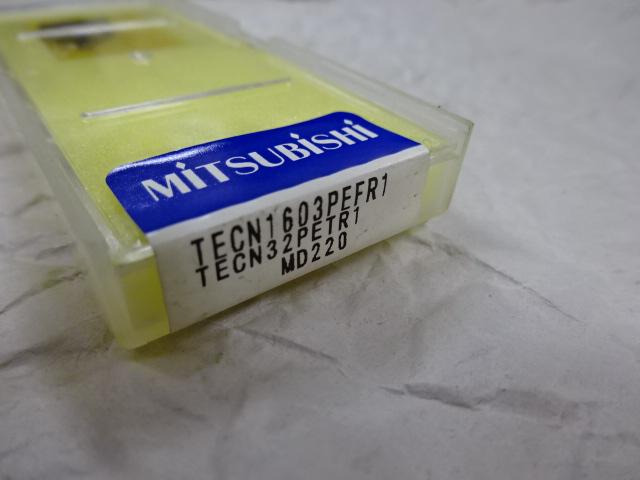 MITSUBISHI
TECN1603PEFR1
TECN32PETR1
MD220